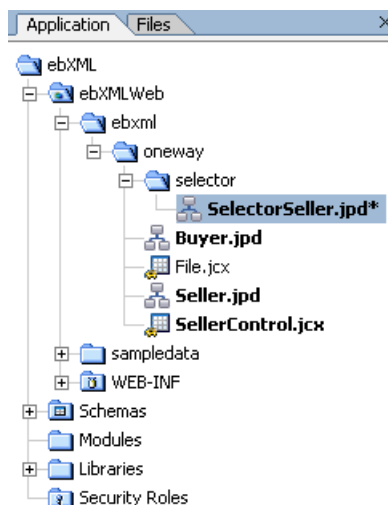 Application Files
ebXML
ebXMLWeb
ebxml
oneway
selector
SelectorSeller.jpd*
Buyer.jpd
File.jcx
Seller.jpd
SellerControl.jcx
sampledata
WEB-INF
Schemas
Modules
Libraries
Security Roles